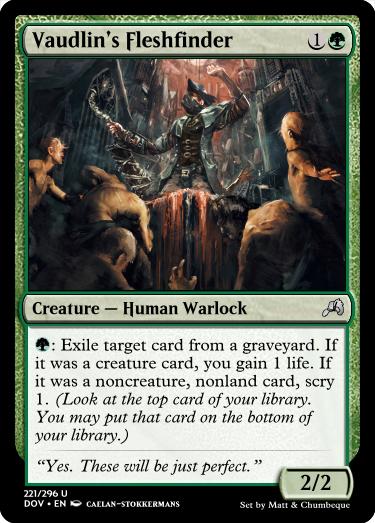 Vaudlin's Fleshfinder 1
Creature — Human Warlock
: Exile target card from a graveyard. If
it was a creature card, you gain 1 life. If
it was a noncreature, nonland card, scry
1. (Look at the top card of your library.
You may put that card on the bottom of
your library.)
"Yes. These will be just perfect."
2/2
221/296 U
DOV • EN CAELAN-STOKKERMANS
Set by Matt & Chumbeque